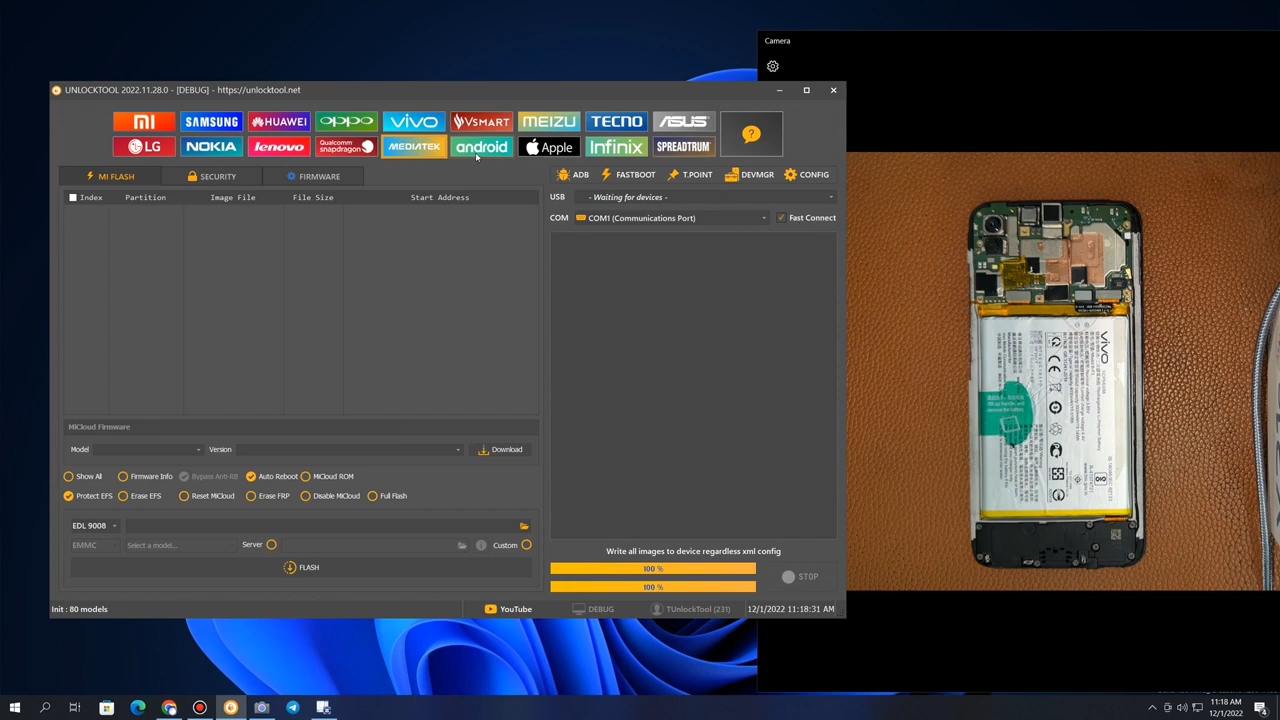 Camera
UNLOCKTOOL 2022.11.28.0 - [DEBUG] - https://unlocktool.net
mi SAMSUNG HUAWEI oppo vivo VSMART MEIZU TECNO ASUS
LG NOKIA lenovo Qualcomm snapdragon MEDIATEK android Apple Infinix SPREADTRUM
?
MI FLASH SECURITY FIRMWARE
ADB FASTBOOT T.POINT DEVMGR CONFIG
Index Partition Image File File Size Start Address
USB - Waiting for devices -
COM COM1 (Communications Port) Fast Connect
MiCloud Firmware
Model Version Download
Show All Firmware Info Bypass Anti-RB Auto Reboot MiCloud ROM
Protect EFS Erase EFS Reset MiCloud Erase FRP Disable MiCloud Full Flash
EDL 9008
EMMC Select a model... Server Custom
FLASH
Write all images to device regardless xml config
100 %
100 %
STOP
Init : 80 models YouTube DEBUG TUnlockTool (231) 12/1/2022 11:18:31 AM
vivo
11:18 AM
12/1/2022
4